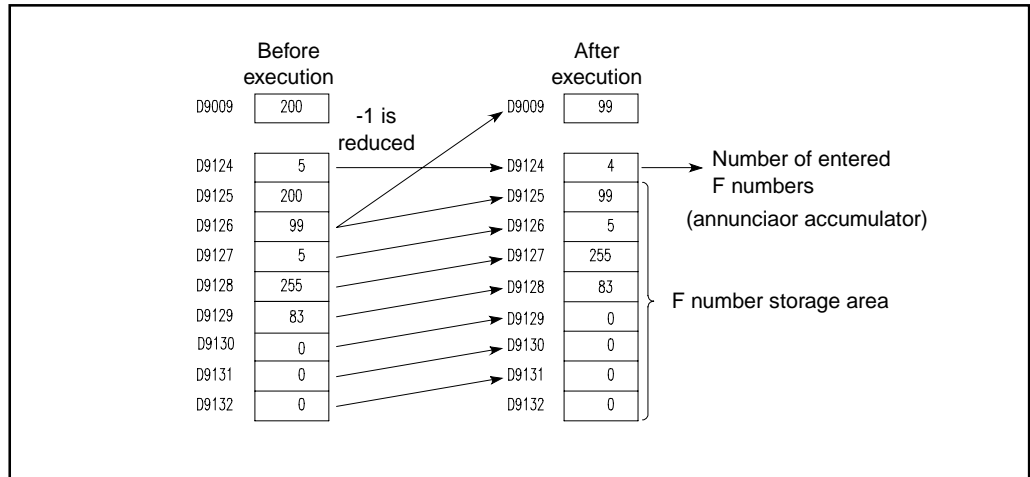 Before
execution
After
execution
D9009 200
-1 is
reduced
D9009 99
D9124 5
D9124 4
Number of entered
F numbers
(annunciaor accumulator)
D9125 200
D9125 99
D9126 99
D9126 5
D9127 5
D9127 255
D9128 255
D9128 83
F number storage area
D9129 83
D9129 0
D9130 0
D9130 0
D9131 0
D9131 0
D9132 0
D9132 0